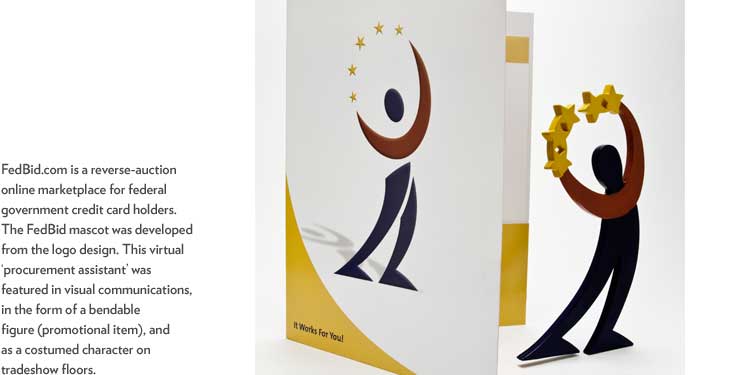 FedBid.com is a reverse-auction
online marketplace for federal
government credit card holders.
The FedBid mascot was developed
from the logo design. This virtual
‘procurement assistant’ was
featured in visual communications,
in the form of a bendable
figure (promotional item), and
as a costumed character on
tradeshow floors.
It Works For You!